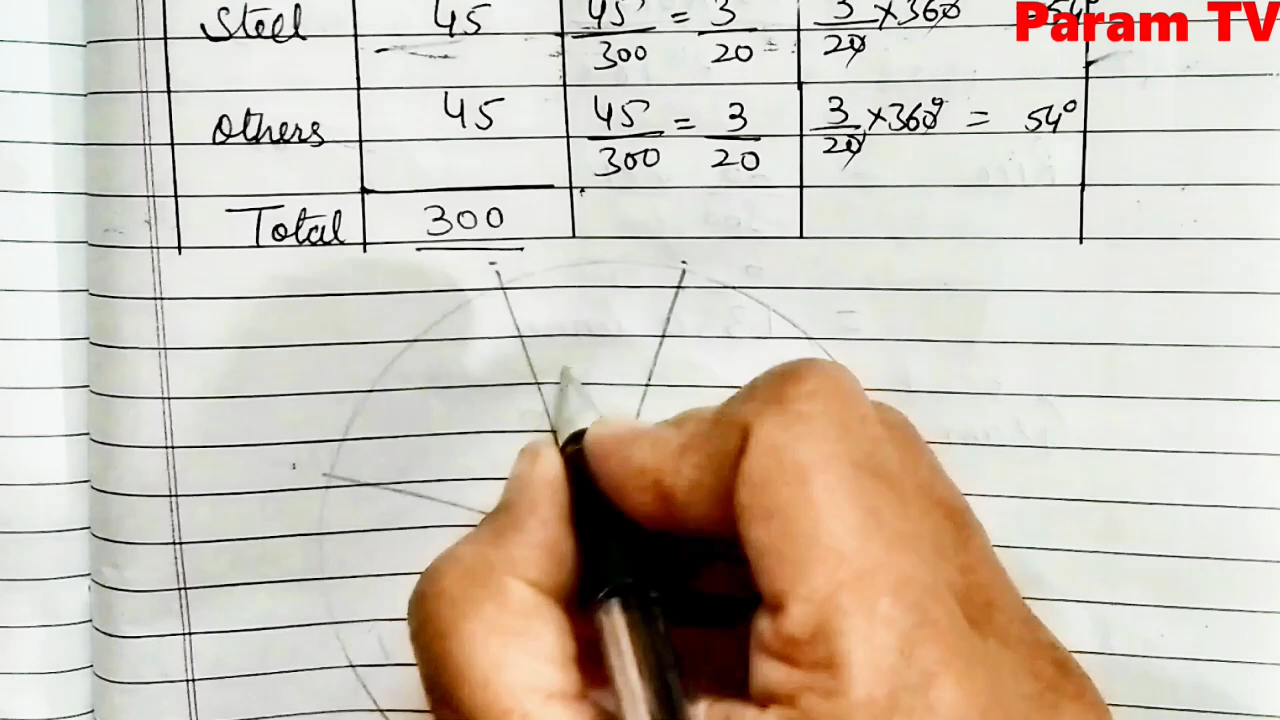 Param TV
Steel 45 45/300 = 3/20 3/20 ×360 54°
Others 45 45/300 = 3/20 3/20 ×360° = 54°
Total 300